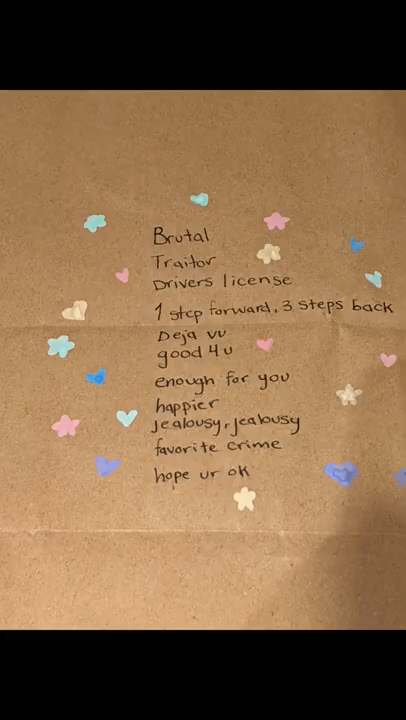 Brutal
Traitor
Drivers license
1 step forward, 3 steps back
Deja vu
good 4 u
enough for you
happier
Jealousy, jealousy
favorite crime
hope ur ok